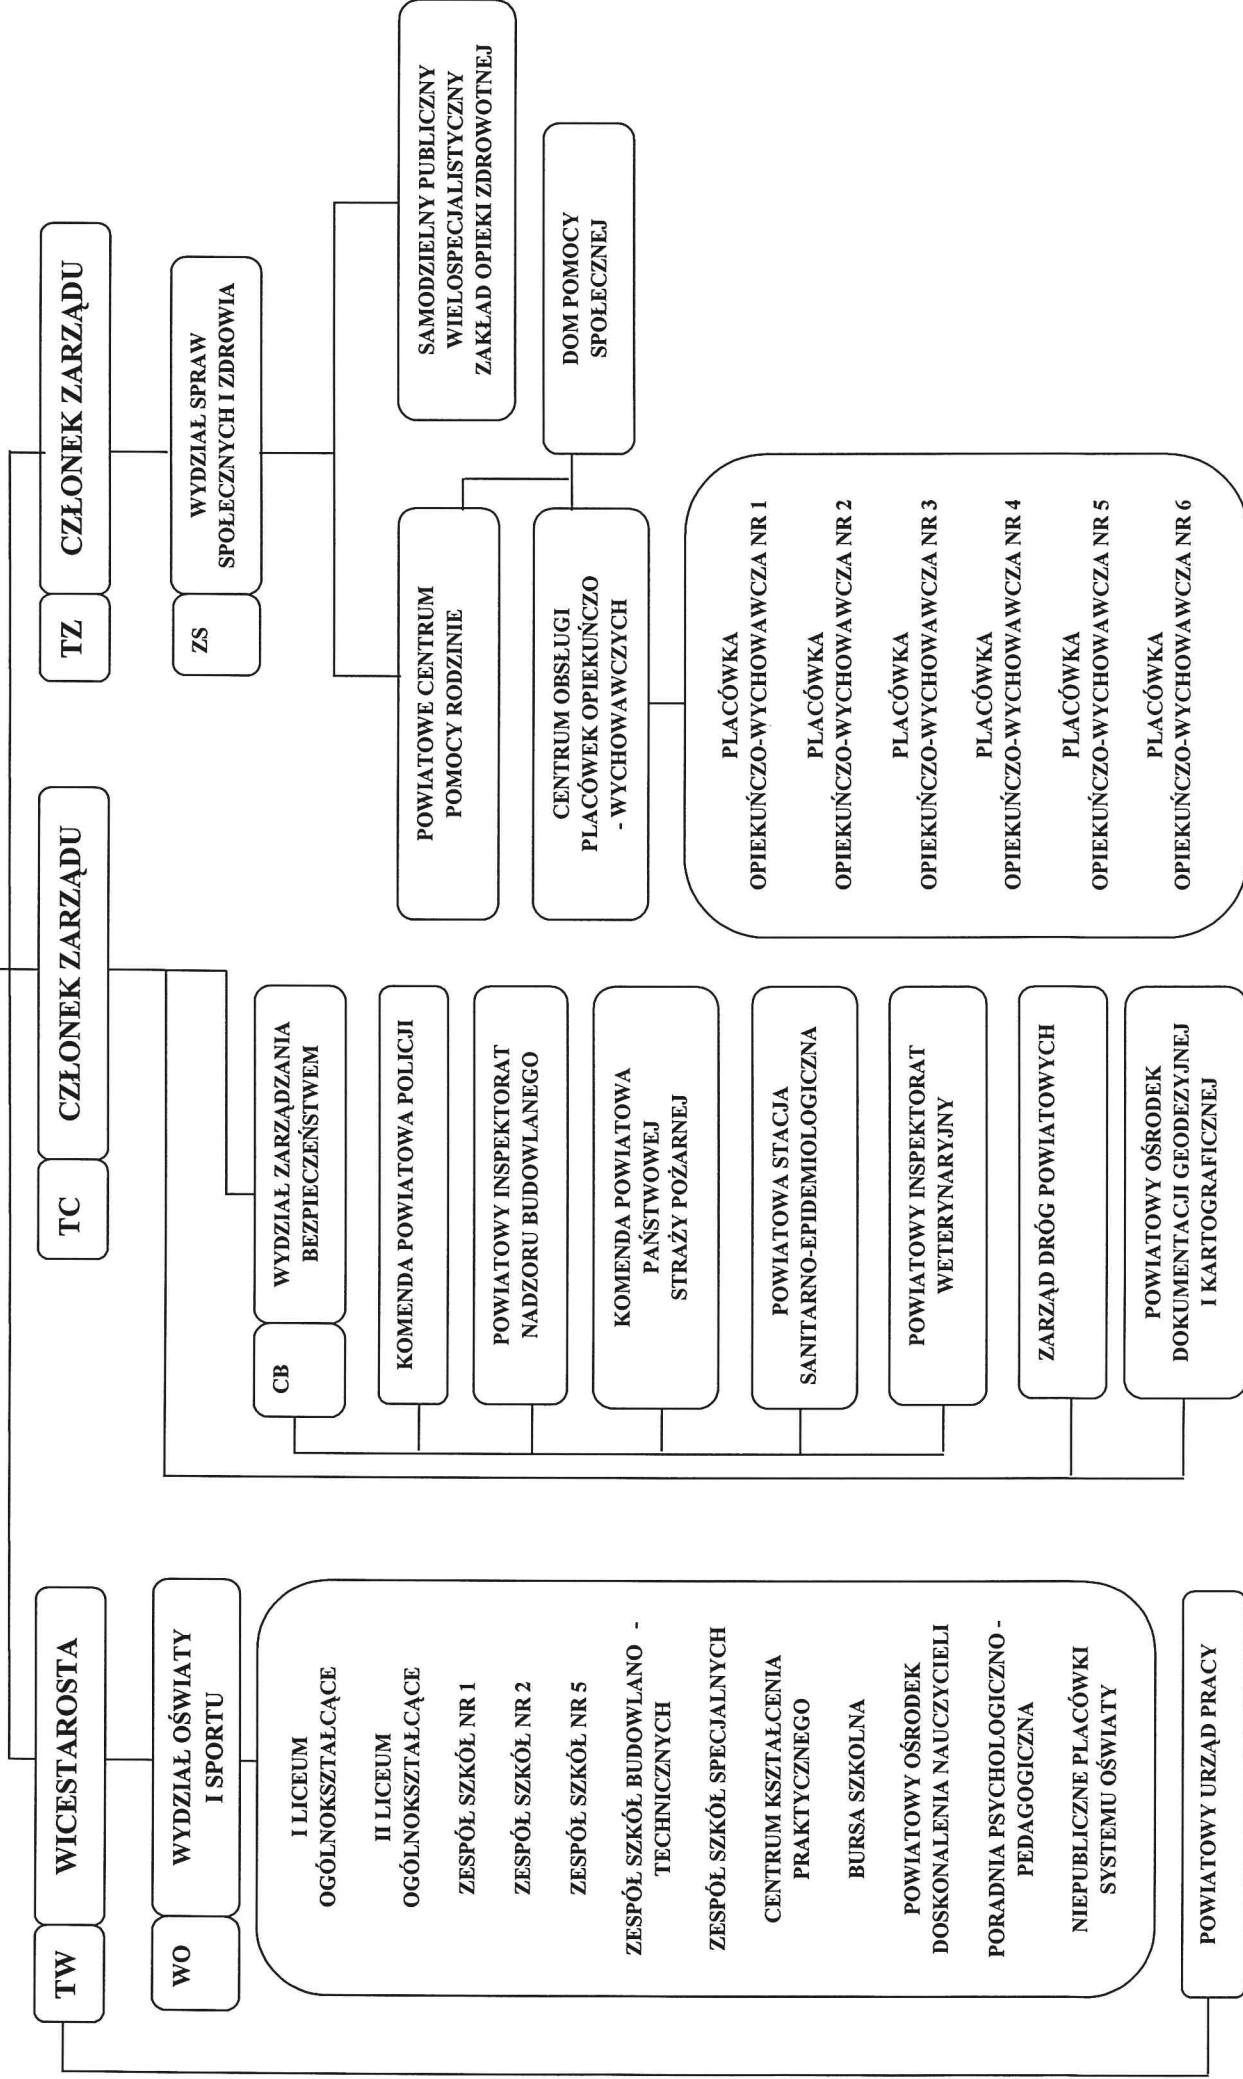 TW
WICESTAROSTA
WO
WYDZIAŁ OŚWIATY
I SPORTU
I LICEUM
OGÓLNOKSZTAŁCĄCE
II LICEUM
OGÓLNOKSZTAŁCĄCE
ZESPÓŁ SZKÓŁ NR 1
ZESPÓŁ SZKÓŁ NR 2
ZESPÓŁ SZKÓŁ NR 5
ZESPÓŁ SZKÓŁ BUDOWLANO -
TECHNICZNYCH
ZESPÓŁ SZKÓŁ SPECJALNYCH
CENTRUM KSZTAŁCENIA
PRAKTYCZNEGO
BURSA SZKOLNA
POWIATOWY OŚRODEK
DOSKONALENIA NAUCZYCIELI
PORADNIA PSYCHOLOGICZNO -
PEDAGOGICZNA
NIEPUBLICZNE PLACÓWKI
SYSTEMU OŚWIATY
POWIATOWY URZĄD PRACY
TC
CZŁONEK ZARZĄDU
CB
WYDZIAŁ ZARZĄDZANIA
BEZPIECZEŃSTWEM
KOMENDA POWIATOWA POLICJI
POWIATOWY INSPEKTORAT
NADZORU BUDOWLANEGO
KOMENDA POWIATOWA
PAŃSTWOWEJ
STRAŻY POŻARNEJ
POWIATOWA STACJA
SANITARNO-EPIDEMIOLOGICZNA
POWIATOWY INSPEKTORAT
WETERYNARYJNY
ZARZĄD DRÓG POWIATOWYCH
POWIATOWY OŚRODEK
DOKUMENTACJI GEODEZYJNEJ
I KARTOGRAFICZNEJ
TZ
CZŁONEK ZARZĄDU
ZS
WYDZIAŁ SPRAW
SPOŁECZNYCH I ZDROWIA
POWIATOWE CENTRUM
POMOCY RODZINIE
SAMODZIELNY PUBLICZNY
WIELOSPECJALISTYCZNY
ZAKŁAD OPIEKI ZDROWOTNEJ
CENTRUM OBSŁUGI
PLACÓWEK OPIEKUŃCZO
- WYCHOWAWCZYCH
DOM POMOCY
SPOŁECZNEJ
PLACÓWKA
OPIEKUŃCZO-WYCHOWAWCZA NR 1
PLACÓWKA
OPIEKUŃCZO-WYCHOWAWCZA NR 2
PLACÓWKA
OPIEKUŃCZO-WYCHOWAWCZA NR 3
PLACÓWKA
OPIEKUŃCZO-WYCHOWAWCZA NR 4
PLACÓWKA
OPIEKUŃCZO-WYCHOWAWCZA NR 5
PLACÓWKA
OPIEKUŃCZO-WYCHOWAWCZA NR 6